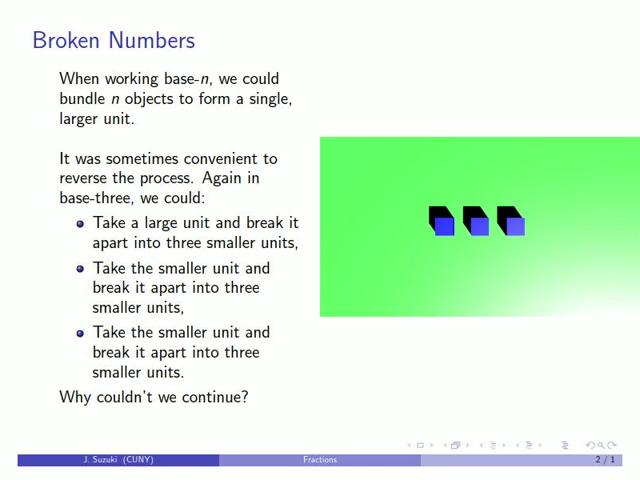 Broken Numbers
When working base-n, we could
bundle n objects to form a single,
larger unit.
It was sometimes convenient to
reverse the process. Again in
base-three, we could:
Take a large unit and break it
apart into three smaller units,
Take the smaller unit and
break it apart into three
smaller units,
Take the smaller unit and
break it apart into three
smaller units.
Why couldn't we continue?
J. Suzuki (CUNY)
Fractions
2 / 1